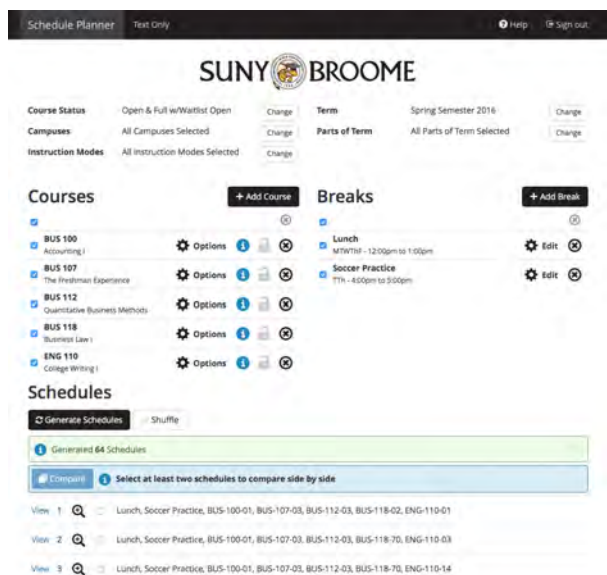 Schedule Planner Text Only Help Sign out
SUNY BROOME
Course Status Open & Full w/Waitlist Open Change Term Spring Semester 2016 Change
Campuses All Campuses Selected Change Parts of Term All Parts of Term Selected Change
Instruction Modes All Instruction Modes Selected Change
Courses + Add Course Breaks + Add Break
BUS 100 Options Lunch Edit
Accounting I MTWThF - 12:00pm to 1:00pm
BUS 107 Options Soccer Practice Edit
The Freshman Experience TTh - 4:00pm to 5:00pm
BUS 112 Options
Quantitative Business Methods
BUS 118 Options
Business Law I
ENG 110 Options
College Writing I
Schedules
Generate Schedules Shuffle
Generated 64 Schedules
Compare Select at least two schedules to compare side by side
View 1 Lunch, Soccer Practice, BUS-100-01, BUS-107-03, BUS-112-03, BUS-118-02, ENG-110-01
View 2 Lunch, Soccer Practice, BUS-100-01, BUS-107-03, BUS-112-03, BUS-118-70, ENG-110-03
View 3 Lunch, Soccer Practice, BUS-100-01, BUS-107-03, BUS-112-03, BUS-118-70, ENG-110-14